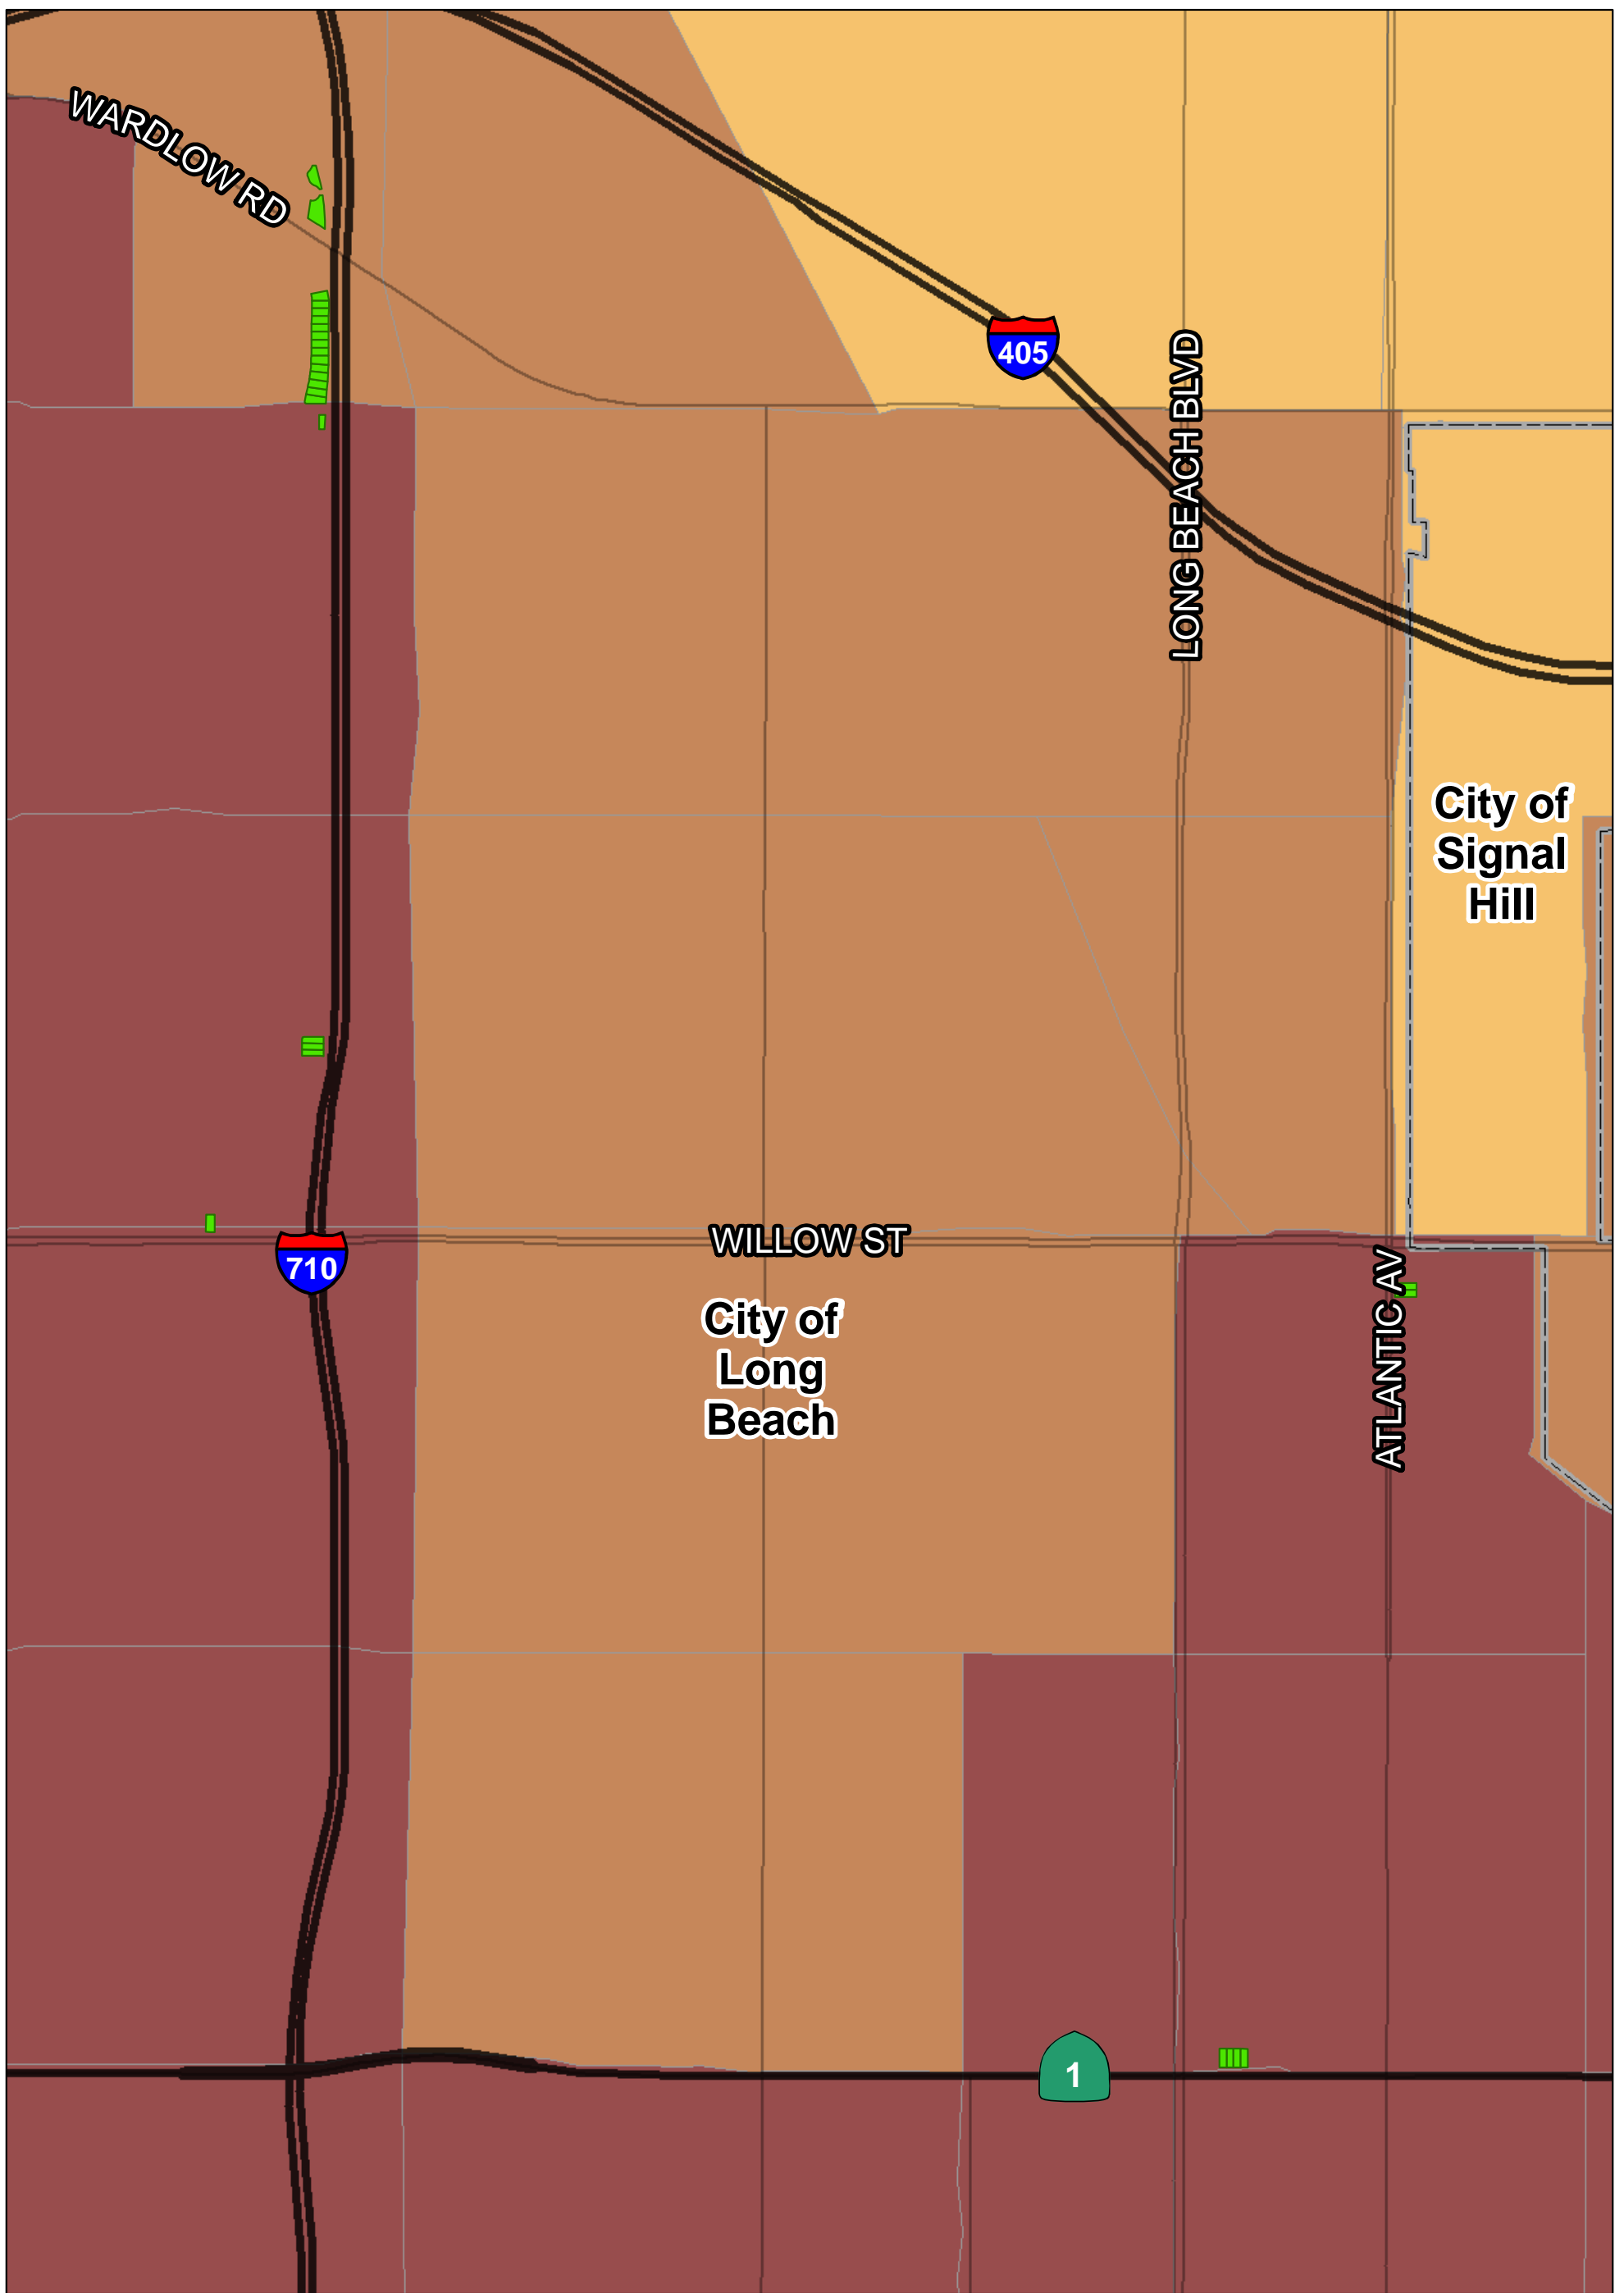 WARDLOW RD
405
LONG BEACH BLVD
City of
Signal
Hill
WILLOW ST
710
City of
Long
Beach
ATLANTIC AV
1